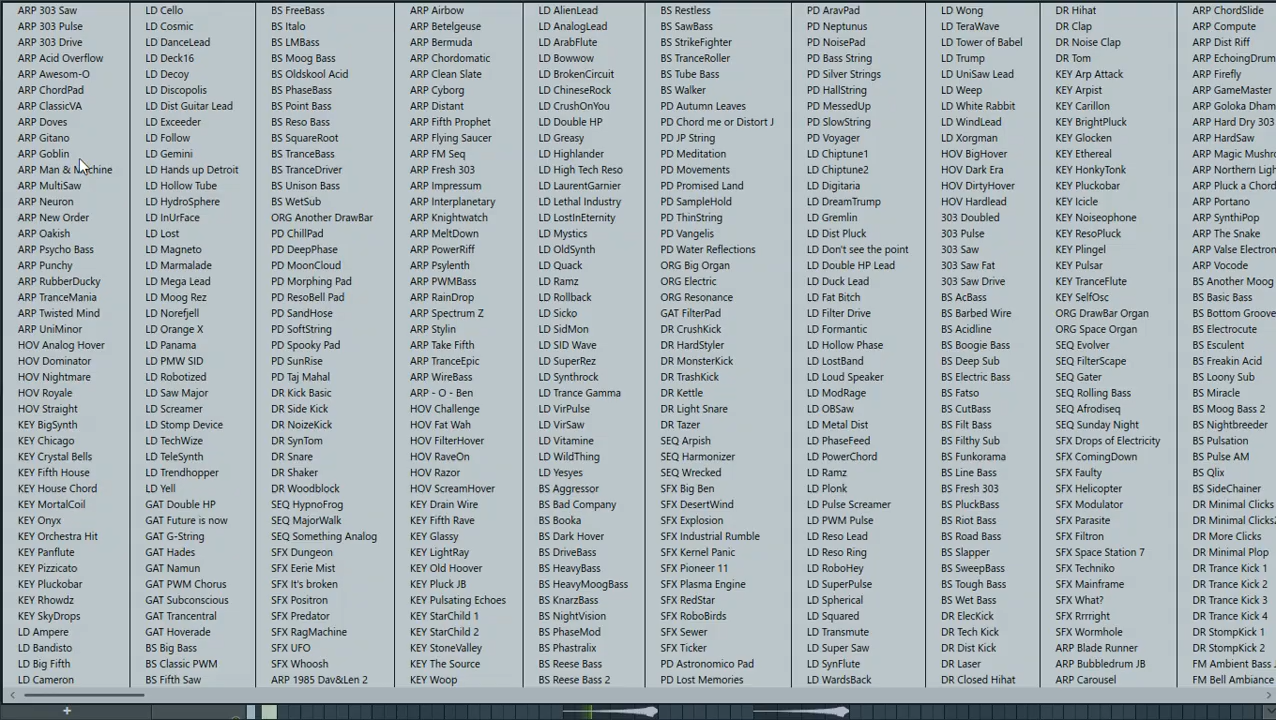 ARP 303 Saw
ARP 303 Pulse
ARP 303 Drive
ARP Acid Overflow
ARP Awesom-O
ARP ChordPad
ARP ClassicVA
ARP Doves
ARP Gitano
ARP Goblin
ARP Man & Machine
ARP MultiSaw
ARP Neuron
ARP New Order
ARP Oakish
ARP Psycho Bass
ARP Punchy
ARP RubberDucky
ARP TranceMania
ARP Twisted Mind
ARP UniMinor
HOV Analog Hover
HOV Dominator
HOV Nightmare
HOV Royale
HOV Straight
KEY BigSynth
KEY Chicago
KEY Crystal Bells
KEY Fifth House
KEY House Chord
KEY MortalCoil
KEY Onyx
KEY Orchestra Hit
KEY Panflute
KEY Pizzicato
KEY Pluckobar
KEY Rhowdz
KEY SkyDrops
LD Ampere
LD Bandisto
LD Big Fifth
LD Cameron
LD Cello
LD Cosmic
LD DanceLead
LD Deck16
LD Decoy
LD Discopolis
LD Dist Guitar Lead
LD Exceeder
LD Follow
LD Gemini
LD Hands up Detroit
LD Hollow Tube
LD HydroSphere
LD InUrFace
LD Lost
LD Magneto
LD Marmalade
LD Mega Lead
LD Moog Rez
LD Norefjell
LD Orange X
LD Panama
LD PMW SID
LD Robotized
LD Saw Major
LD Screamer
LD Stomp Device
LD TechWize
LD TeleSynth
LD Trendhopper
LD Yell
GAT Double HP
GAT Future is now
GAT G-String
GAT Hades
GAT Namun
GAT PWM Chorus
GAT Subconscious
GAT Trancentral
GAT Hoverade
BS Big Bass
BS Classic PWM
BS Fifth Saw
BS FreeBass
BS Italo
BS LMBass
BS Moog Bass
BS Oldskool Acid
BS PhaseBass
BS Point Bass
BS Reso Bass
BS SquareRoot
BS TranceBass
BS TranceDriver
BS Unison Bass
BS WetSub
ORG Another DrawBar
PD ChillPad
PD DeepPhase
PD MoonCloud
PD Morphing Pad
PD ResoBell Pad
PD SandHose
PD SoftString
PD Spooky Pad
PD SunRise
PD Taj Mahal
DR Kick Basic
DR Side Kick
DR NoizeKick
DR SynTom
DR Snare
DR Shaker
DR Woodblock
SEQ HypnoFrog
SEQ MajorWalk
SEQ Something Analog
SFX Dungeon
SFX Eerie Mist
SFX It's broken
SFX Positron
SFX Predator
SFX RagMachine
SFX UFO
SFX Whoosh
ARP 1985 Dav&Len 2
ARP Airbow
ARP Betelgeuse
ARP Bermuda
ARP Chordomatic
ARP Clean Slate
ARP Cyborg
ARP Distant
ARP Fifth Prophet
ARP Flying Saucer
ARP FM Seq
ARP Fresh 303
ARP Impressum
ARP Interplanetary
ARP Knightwatch
ARP MeltDown
ARP PowerRiff
ARP Psylenth
ARP PWMBass
ARP RainDrop
ARP Spectrum Z
ARP Stylin
ARP Take Fifth
ARP TranceEpic
ARP WireBass
ARP - O - Ben
HOV Challenge
HOV Fat Wah
HOV FilterHover
HOV RaveOn
HOV Razor
HOV ScreamHover
KEY Drain Wire
KEY Fifth Rave
KEY Glassy
KEY LightRay
KEY Old Hoover
KEY Pluck JB
KEY Pulsating Echoes
KEY StarChild 1
KEY StarChild 2
KEY StoneValley
KEY The Source
KEY Woop
LD AlienLead
LD AnalogLead
LD ArabFlute
LD Bowwow
LD BrokenCircuit
LD ChineseRock
LD CrushOnYou
LD Double HP
LD Greasy
LD Highlander
LD High Tech Reso
LD LaurentGarnier
LD Lethal Industry
LD LostInEternity
LD Mystics
LD OldSynth
LD Quack
LD Ramz
LD Rollback
LD Sicko
LD SidMon
LD SID Wave
LD SuperRez
LD Synthrock
LD Trance Gamma
LD VirPulse
LD VirSaw
LD Vitamine
LD WildThing
LD Yesyes
BS Aggressor
BS Bad Company
BS Booka
BS Dark Hover
BS DriveBass
BS HeavyBass
BS HeavyMoogBass
BS KnarzBass
BS NightVision
BS PhaseMod
BS Phastralix
BS Reese Bass
BS Reese Bass 2
BS Restless
BS SawBass
BS StrikeFighter
BS TranceRoller
BS Tube Bass
BS Walker
PD Autumn Leaves
PD Chord me or Distort J
PD JP String
PD Meditation
PD Movements
PD Promised Land
PD SampleHold
PD ThinString
PD Vangelis
PD Water Reflections
ORG Big Organ
ORG Electric
ORG Resonance
GAT FilterPad
DR CrushKick
DR HardStyler
DR MonsterKick
DR TrashKick
DR Kettle
DR Light Snare
DR Tazer
SEQ Arpish
SEQ Harmonizer
SEQ Wrecked
SFX Big Ben
SFX DesertWind
SFX Explosion
SFX Industrial Rumble
SFX Kernel Panic
SFX Pioneer 11
SFX Plasma Engine
SFX RedStar
SFX RoboBirds
SFX Sewer
SFX Ticker
PD Astronomico Pad
PD Lost Memories
PD AravPad
PD Neptunus
PD NoisePad
PD Bass String
PD Silver Strings
PD HallString
PD MessedUp
PD SlowString
PD Voyager
LD Chiptune1
LD Chiptune2
LD Digitaria
LD DreamTrump
LD Gremlin
LD Dist Pluck
LD Don't see the point
LD Double HP Lead
LD Duck Lead
LD Fat Bitch
LD Filter Drive
LD Formantic
LD Hollow Phase
LD LostBand
LD Loud Speaker
LD ModRage
LD OBSaw
LD Metal Dist
LD PhaseFeed
LD PowerChord
LD Ramz
LD Plonk
LD Pulse Screamer
LD PWM Pulse
LD Reso Lead
LD Reso Ring
LD RoboHey
LD SuperPulse
LD Spherical
LD Squared
LD Transmute
LD Super Saw
LD SynFlute
LD WardsBack
LD Wong
LD TeraWave
LD Tower of Babel
LD Trump
LD UniSaw Lead
LD Weep
LD White Rabbit
LD WindLead
LD Xorgman
HOV BigHover
HOV Dark Era
HOV DirtyHover
HOV Hardlead
303 Doubled
303 Pulse
303 Saw
303 Saw Fat
303 Saw Drive
BS AcBass
BS Barbed Wire
BS Acidline
BS Boogie Bass
BS Deep Sub
BS Electric Bass
BS Fatso
BS CutBass
BS Filt Bass
BS Filthy Sub
BS Funkorama
BS Line Bass
BS Fresh 303
BS PluckBass
BS Riot Bass
BS Road Bass
BS Slapper
BS SweepBass
BS Tough Bass
BS Wet Bass
DR ElecKick
DR Tech Kick
DR Dist Kick
DR Laser
DR Closed Hihat
DR Hihat
DR Clap
DR Noise Clap
DR Tom
KEY Arp Attack
KEY Arpist
KEY Carillon
KEY BrightPluck
KEY Glocken
KEY Ethereal
KEY HonkyTonk
KEY Pluckobar
KEY Icicle
KEY Noiseophone
KEY ResoPluck
KEY Plingel
KEY Pulsar
KEY TranceFlute
KEY SelfOsc
ORG DrawBar Organ
ORG Space Organ
SEQ Evolver
SEQ FilterScape
SEQ Gater
SEQ Rolling Bass
SEQ Afrodiseq
SEQ Sunday Night
SFX Drops of Electricity
SFX ComingDown
SFX Faulty
SFX Helicopter
SFX Modulator
SFX Parasite
SFX Filtron
SFX Space Station 7
SFX Techniko
SFX Mainframe
SFX What?
SFX Rrrright
SFX Wormhole
ARP Blade Runner
ARP Bubbledrum JB
ARP Carousel
ARP ChordSlide
ARP Compute
ARP Dist Riff
ARP EchoingDrum
ARP Firefly
ARP GameMaster
ARP Goloka Dham
ARP Hard Dry 303
ARP HardSaw
ARP Magic Mushro
ARP Northern Ligh
ARP Pluck a Chord
ARP Portano
ARP SynthiPop
ARP The Snake
ARP Valse Electron
ARP Vocode
BS Another Moog
BS Basic Bass
BS Bottom Groove
BS Electrocute
BS Esculent
BS Freakin Acid
BS Loony Sub
BS Miracle
BS Moog Bass 2
BS Nightbreeder
BS Pulsation
BS Pulse AM
BS Qlix
BS SideChainer
DR Minimal Clicks
DR Minimal Clicks2
DR More Clicks
DR Minimal Plop
DR Trance Kick 1
DR Trance Kick 2
DR Trance Kick 3
DR Trance Kick 4
DR StompKick 1
DR StompKick 2
FM Ambient Bass
FM Bell Ambiance